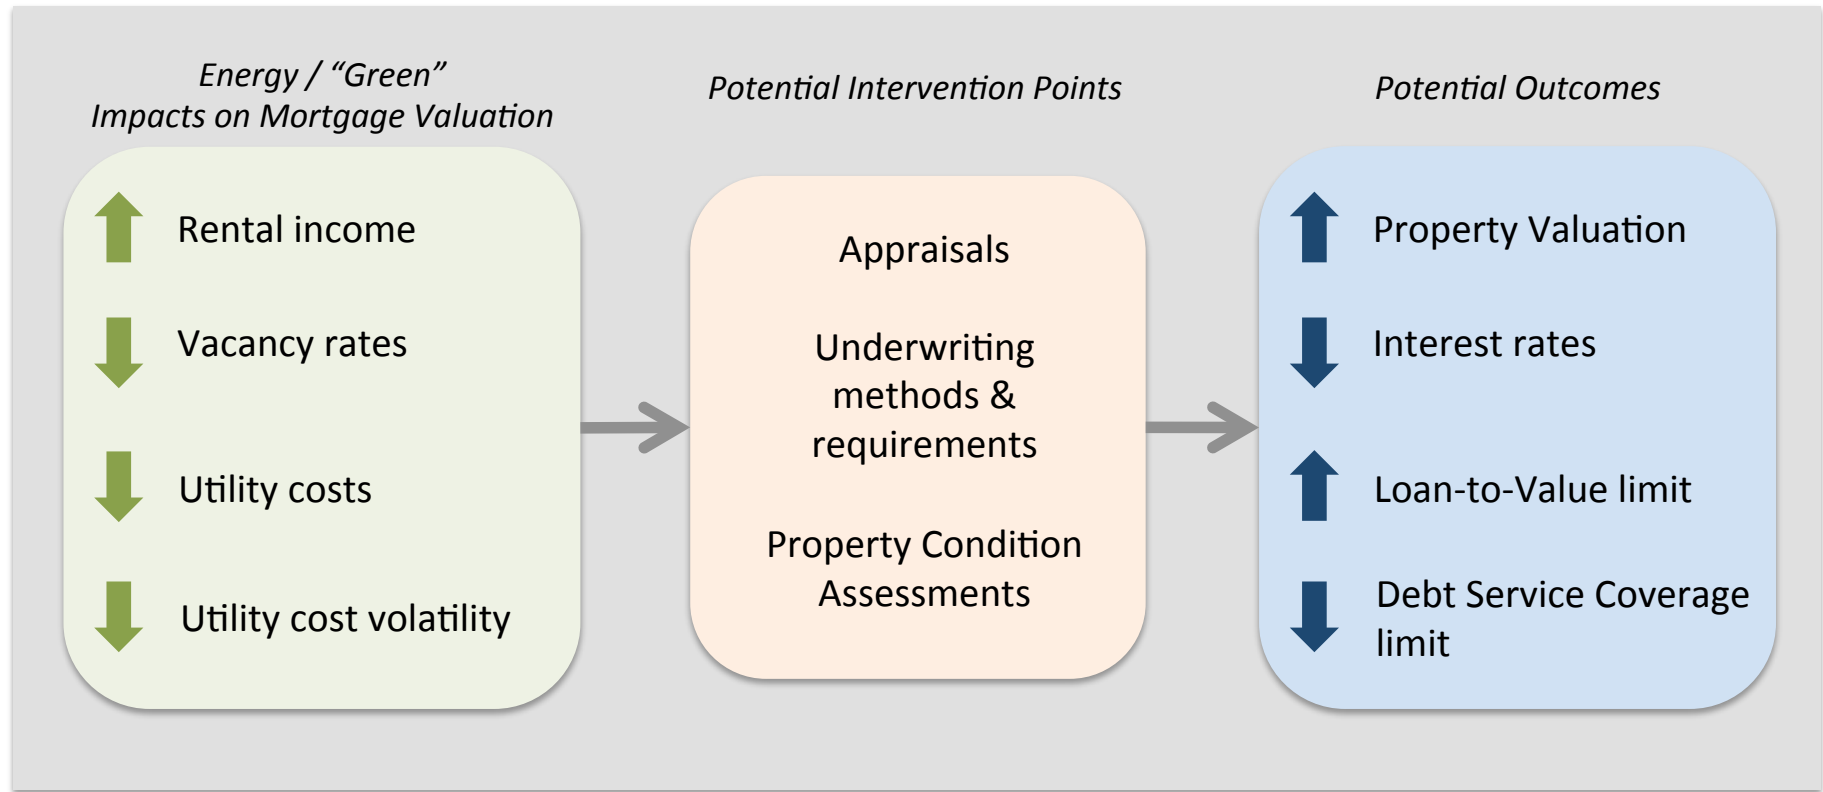 Energy / “Green”
Impacts on Mortgage Valuation
Rental income
Vacancy rates
Utility costs
Utility cost volatility
Potential Intervention Points
Appraisals
Underwriting
methods &
requirements
Property Condition
Assessments
Potential Outcomes
Property Valuation
Interest rates
Loan-to-Value limit
Debt Service Coverage
limit